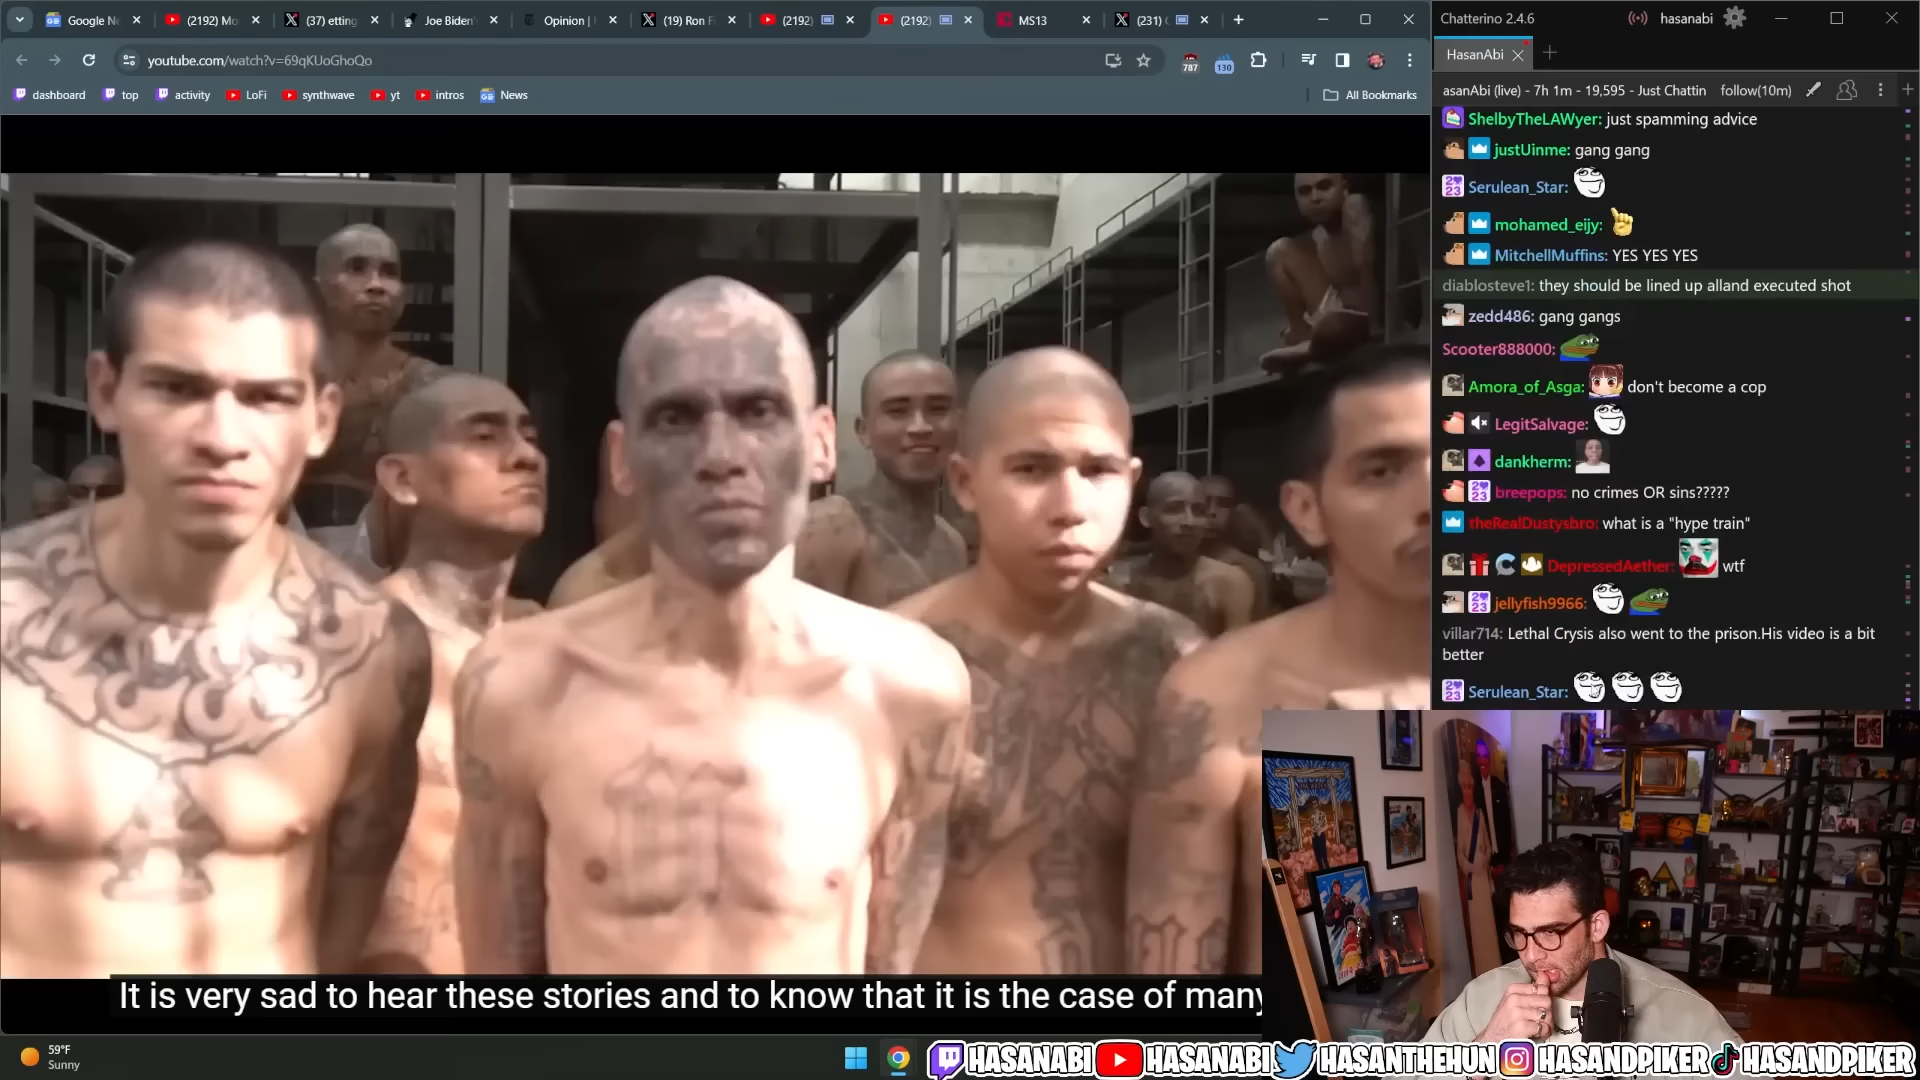 Google Ne
(2192) Mo
(37) etting
Joe Biden'
Opinion |
(19) Ron F
(2192)
(2192)
MS13
(231)
youtube.com/watch?v=69qKUoGhoQo
787
130
dashboard
top
activity
LoFi
synthwave
yt
intros
News
All Bookmarks
It is very sad to hear these stories and to know that it is the case of many
59°F
Sunny
Chatterino 2.4.6
hasanabi
HasanAbi
asanAbi (live) - 7h 1m - 19,595 - Just Chattin
follow(10m)
ShelbyTheLAWyer: just spamming advice
justUinme: gang gang
Serulean_Star:
mohamed_eijy:
MitchellMuffins: YES YES YES
diablosteve1: they should be lined up alland executed shot
zedd486: gang gangs
Scooter888000:
Amora_of_Asga: don't become a cop
LegitSalvage:
dankherm:
breepops: no crimes OR sins?????
theRealDustysbro: what is a "hype train"
DepressedAether: wtf
jellyfish9966:
villar714: Lethal Crysis also went to the prison.His video is a bit
better
Serulean_Star:
HASANABI HASANABI HASANTHEHUN HASANDPIKER HASANDPIKER